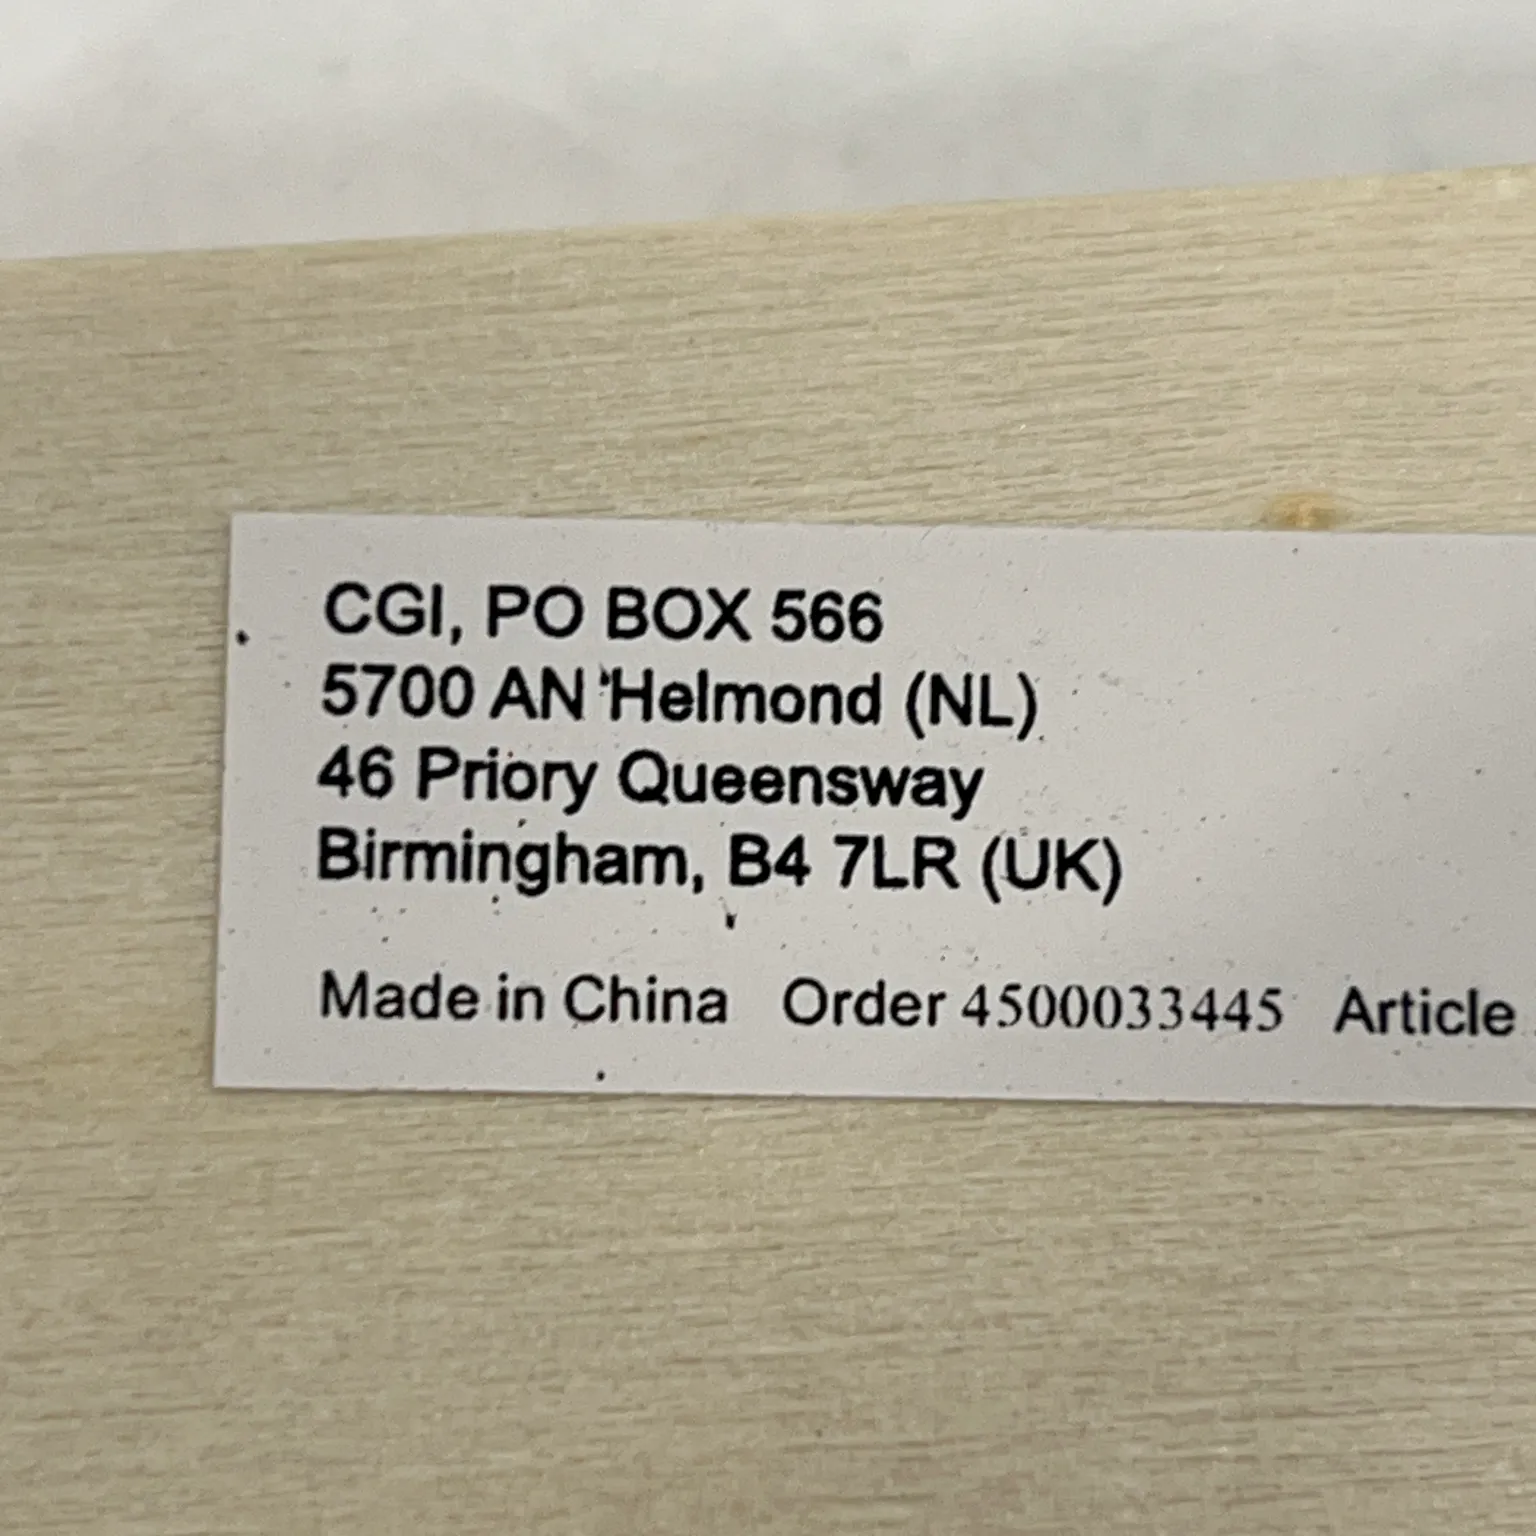 CGI, PO BOX 566
5700 AN Helmond (NL)
46 Priory Queensway
Birmingham, B4 7LR (UK)
Made in China Order 4500033445 Article